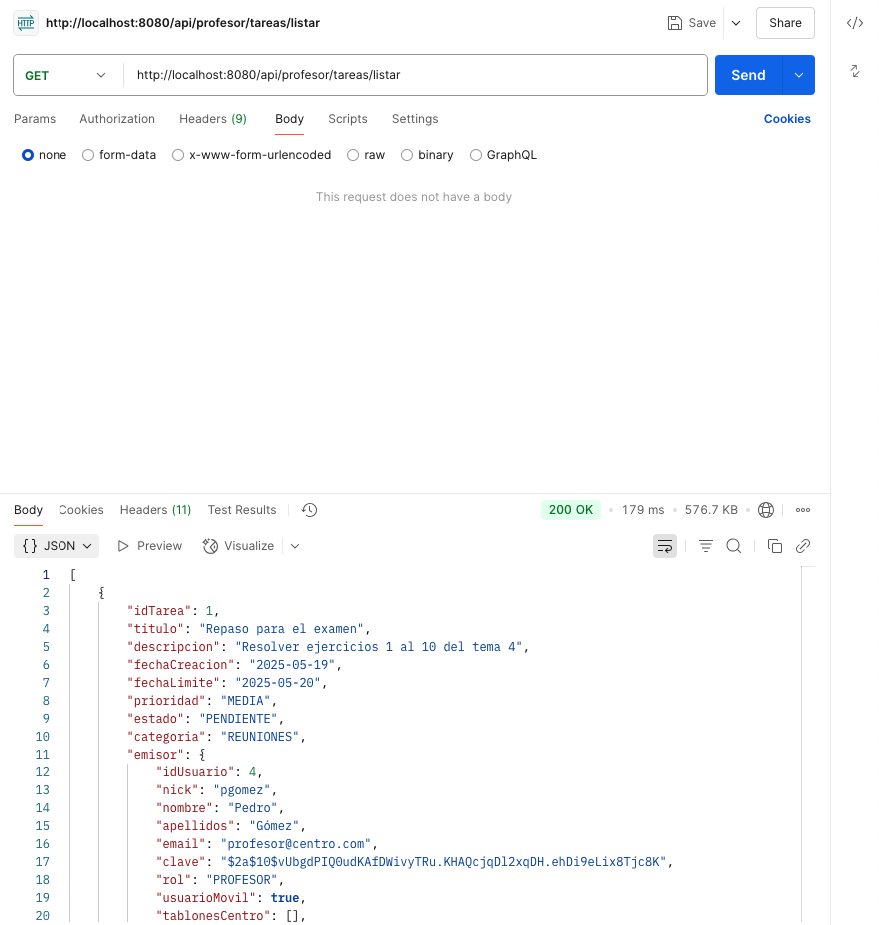 HTTP http://localhost:8080/api/profesor/tareas/listar Save Share
GET http://localhost:8080/api/profesor/tareas/listar Send
Params Authorization Headers (9) Body Scripts Settings Cookies
none form-data x-www-form-urlencoded raw binary GraphQL
This request does not have a body
Body Cookies Headers (11) Test Results 200 OK • 179 ms • 576.7 KB •
{} JSON Preview Visualize
1 [
2 {
3 "idTarea": 1,
4 "titulo": "Repaso para el examen",
5 "descripcion": "Resolver ejercicios 1 al 10 del tema 4",
6 "fechaCreacion": "2025-05-19",
7 "fechaLimite": "2025-05-20",
8 "prioridad": "MEDIA",
9 "estado": "PENDIENTE",
10 "categoria": "REUNIONES",
11 "emisor": {
12 "idUsuario": 4,
13 "nick": "pgomez",
14 "nombre": "Pedro",
15 "apellidos": "Gómez",
16 "email": "profesor@centro.com",
17 "clave": "$2a$10$vUbgdPIQ0udKAfDWivyTRu.KHAQcjqDl2xqDH.ehDi9eLix8Tjc8K",
18 "rol": "PROFESOR",
19 "usuarioMovil": true,
20 "tablonesCentro": [],